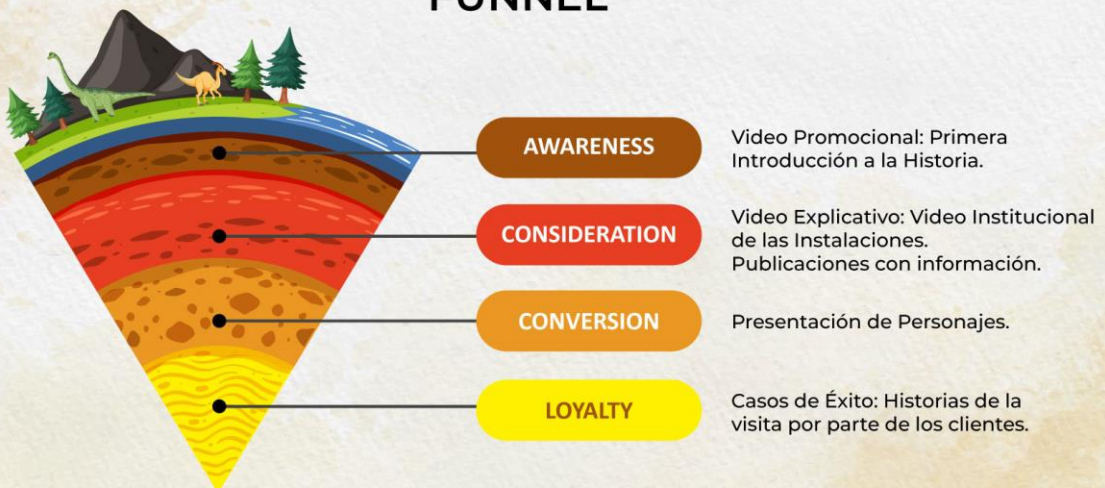 FUNNEL
AWARENESS
Video Promocional: Primera
Introducción a la Historia.
CONSIDERATION
Video Explicativo: Video Institucional
de las Instalaciones.
Publicaciones con información.
CONVERSION
Presentación de Personajes.
LOYALTY
Casos de Éxito: Historias de la
visita por parte de los clientes.